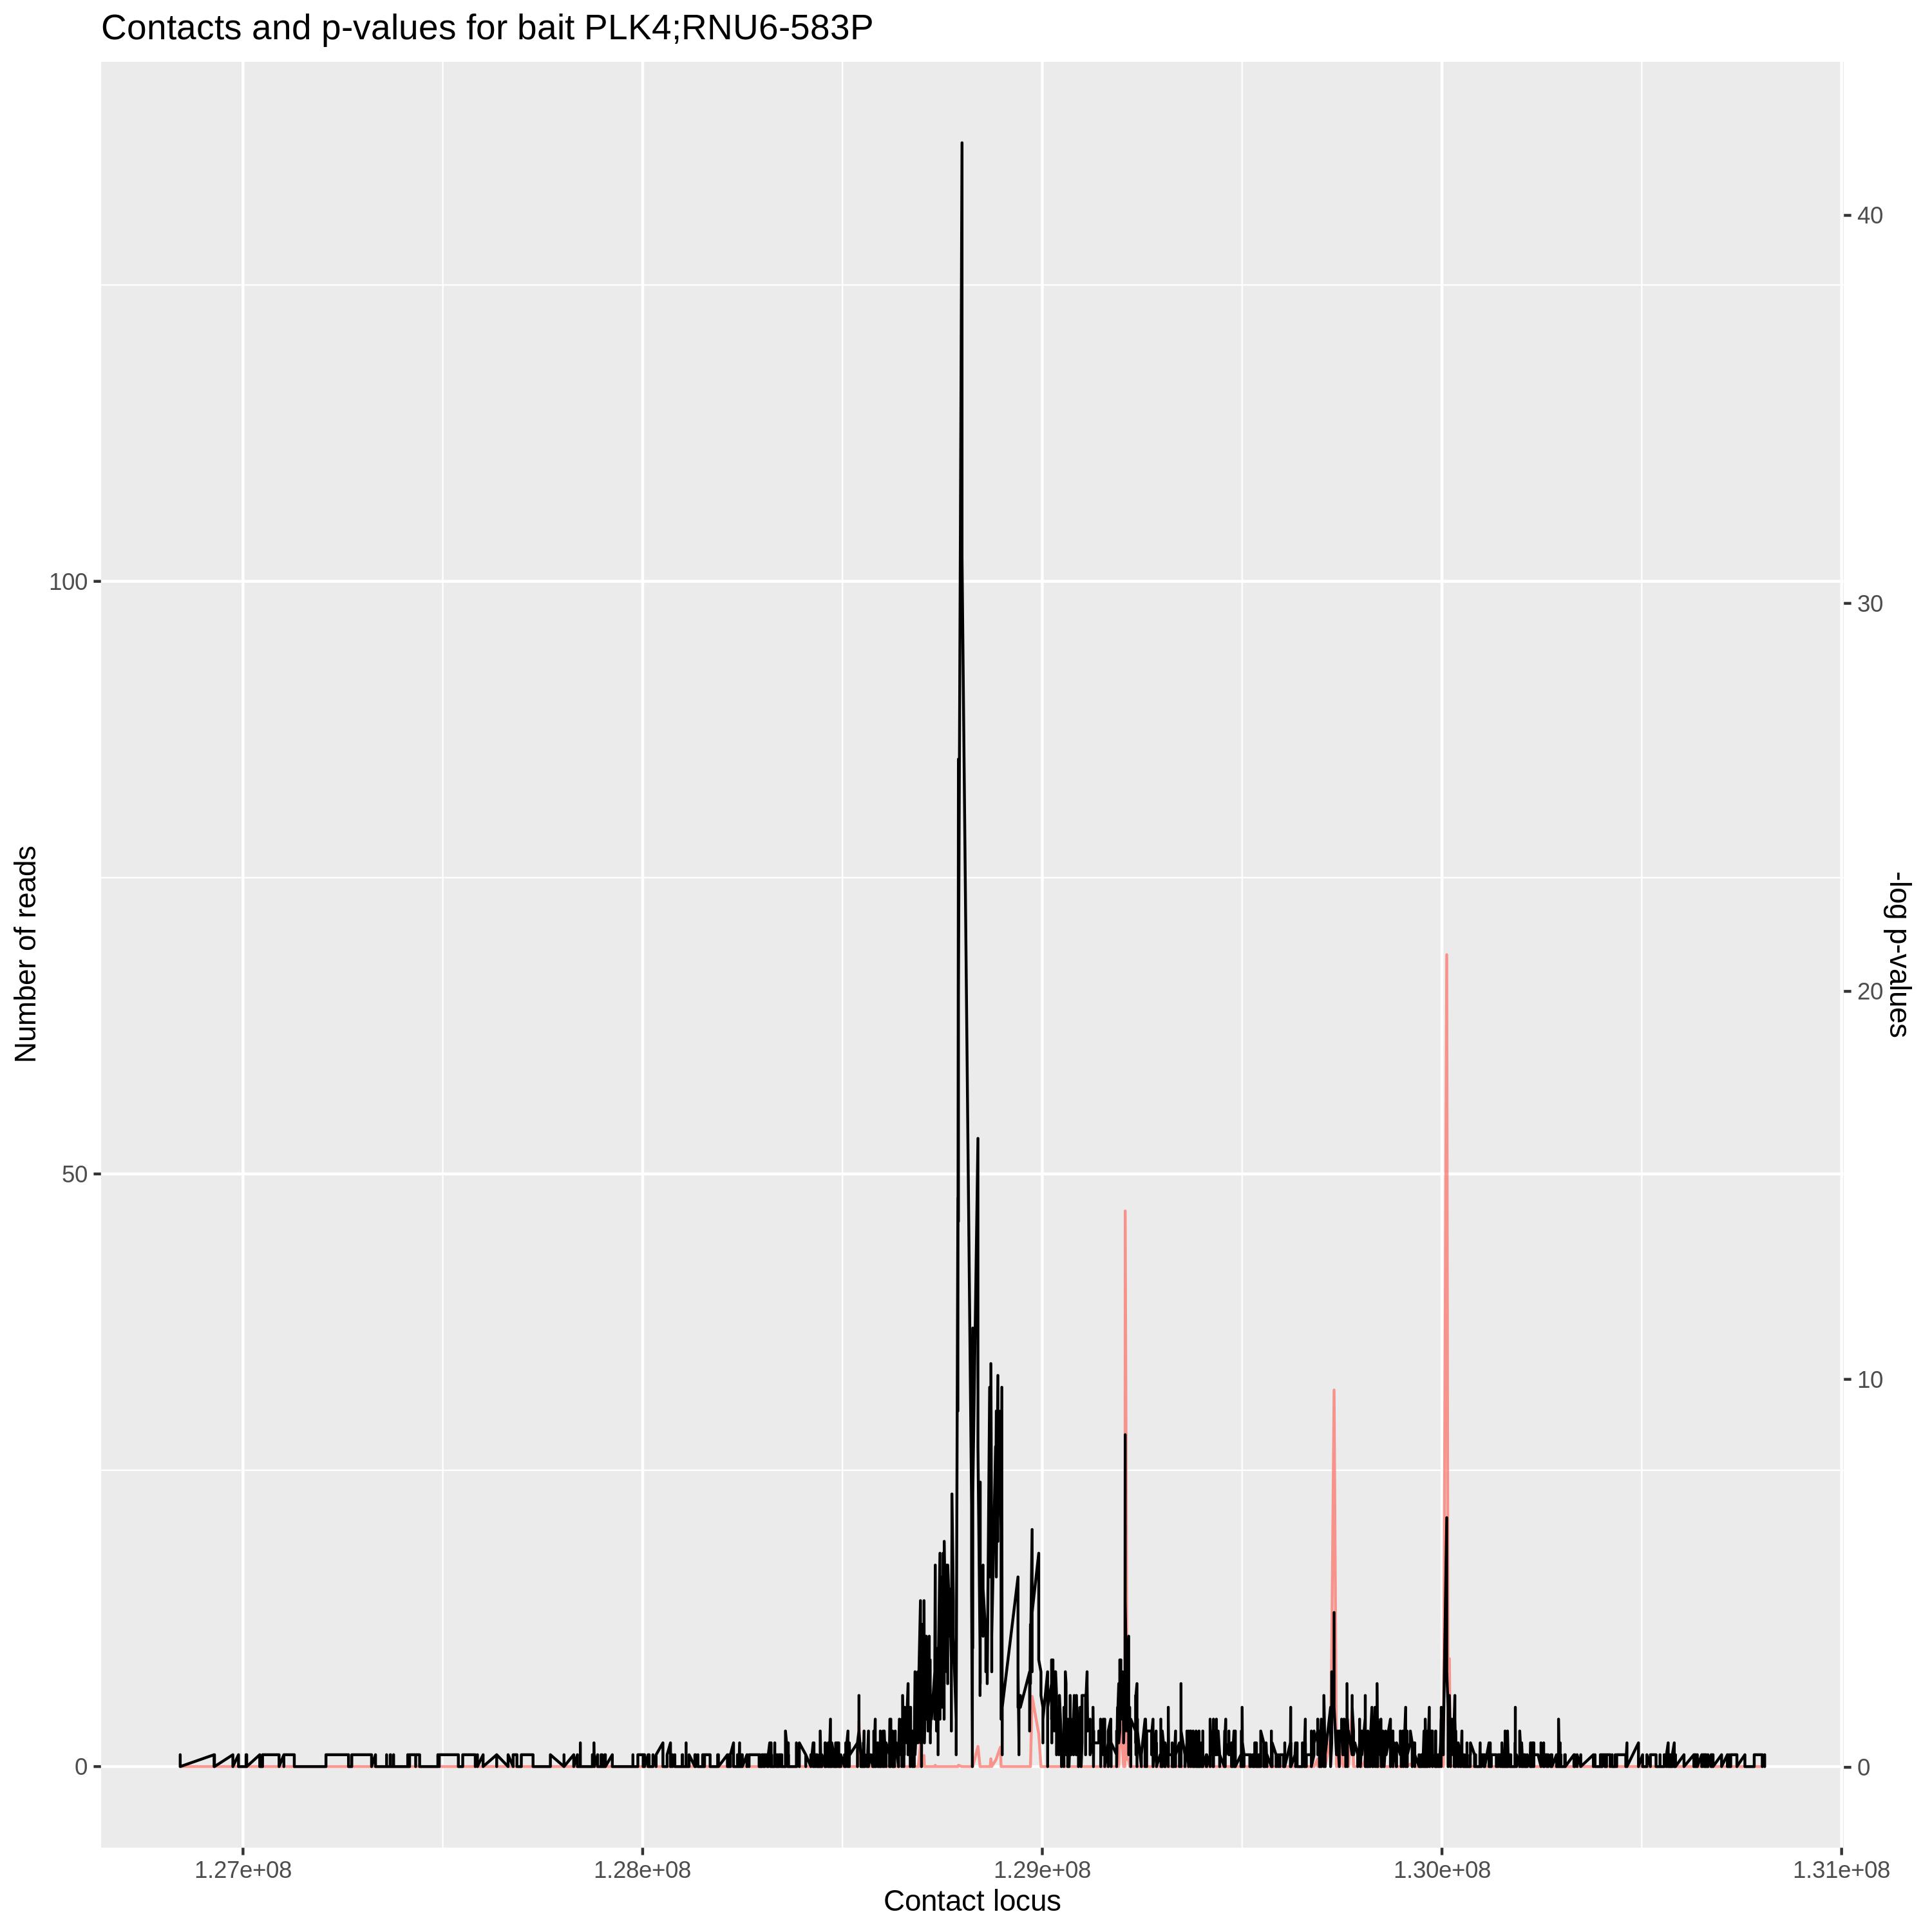 Contacts and p-values for bait PLK4;RNU6-583P
Number of reads
100
50
0
-log p-values
40
30
20
10
0
1.27e+08
1.28e+08
1.29e+08
1.30e+08
1.31e+08
Contact locus